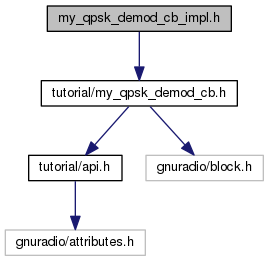 my_qpsk_demod_cb_impl.h
tutorial/my_qpsk_demod_cb.h
tutorial/api.h
gnuradio/block.h
gnuradio/attributes.h